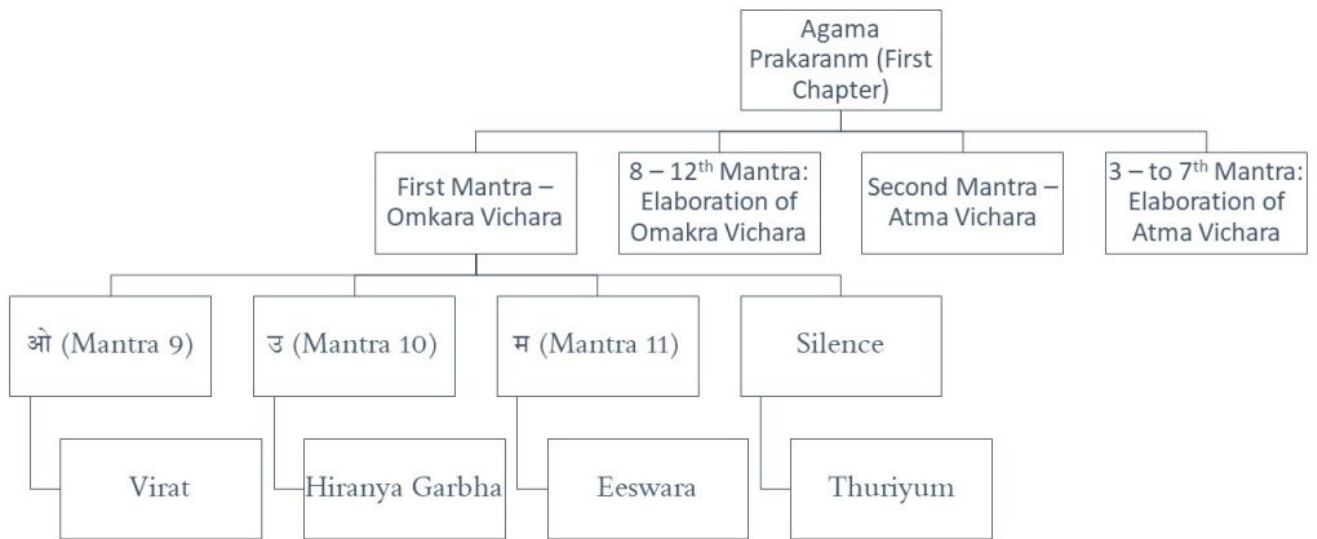 Agama
Prakaranm (First
Chapter)
First Mantra –
Omkara Vichara
8 – 12th Mantra:
Elaboration of
Omakra Vichara
Second Mantra –
Atma Vichara
3 – to 7th Mantra:
Elaboration of
Atma Vichara
ओ (Mantra 9)
उ (Mantra 10)
म (Mantra 11)
Silence
Virat
Hiranya Garbha
Eeswara
Thuriyum